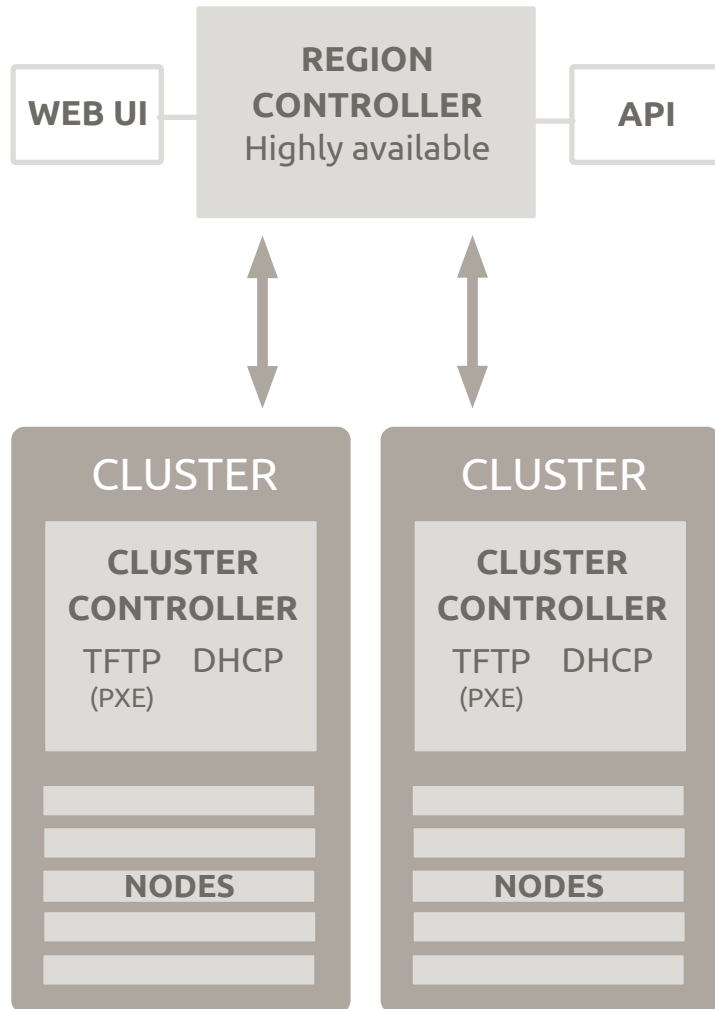 REGION
CONTROLLER
Highly available
WEB UI
API
CLUSTER
CLUSTER
CONTROLLER
TFTP DHCP
(PXE)
NODES
CLUSTER
CLUSTER
CONTROLLER
TFTP DHCP
(PXE)
NODES